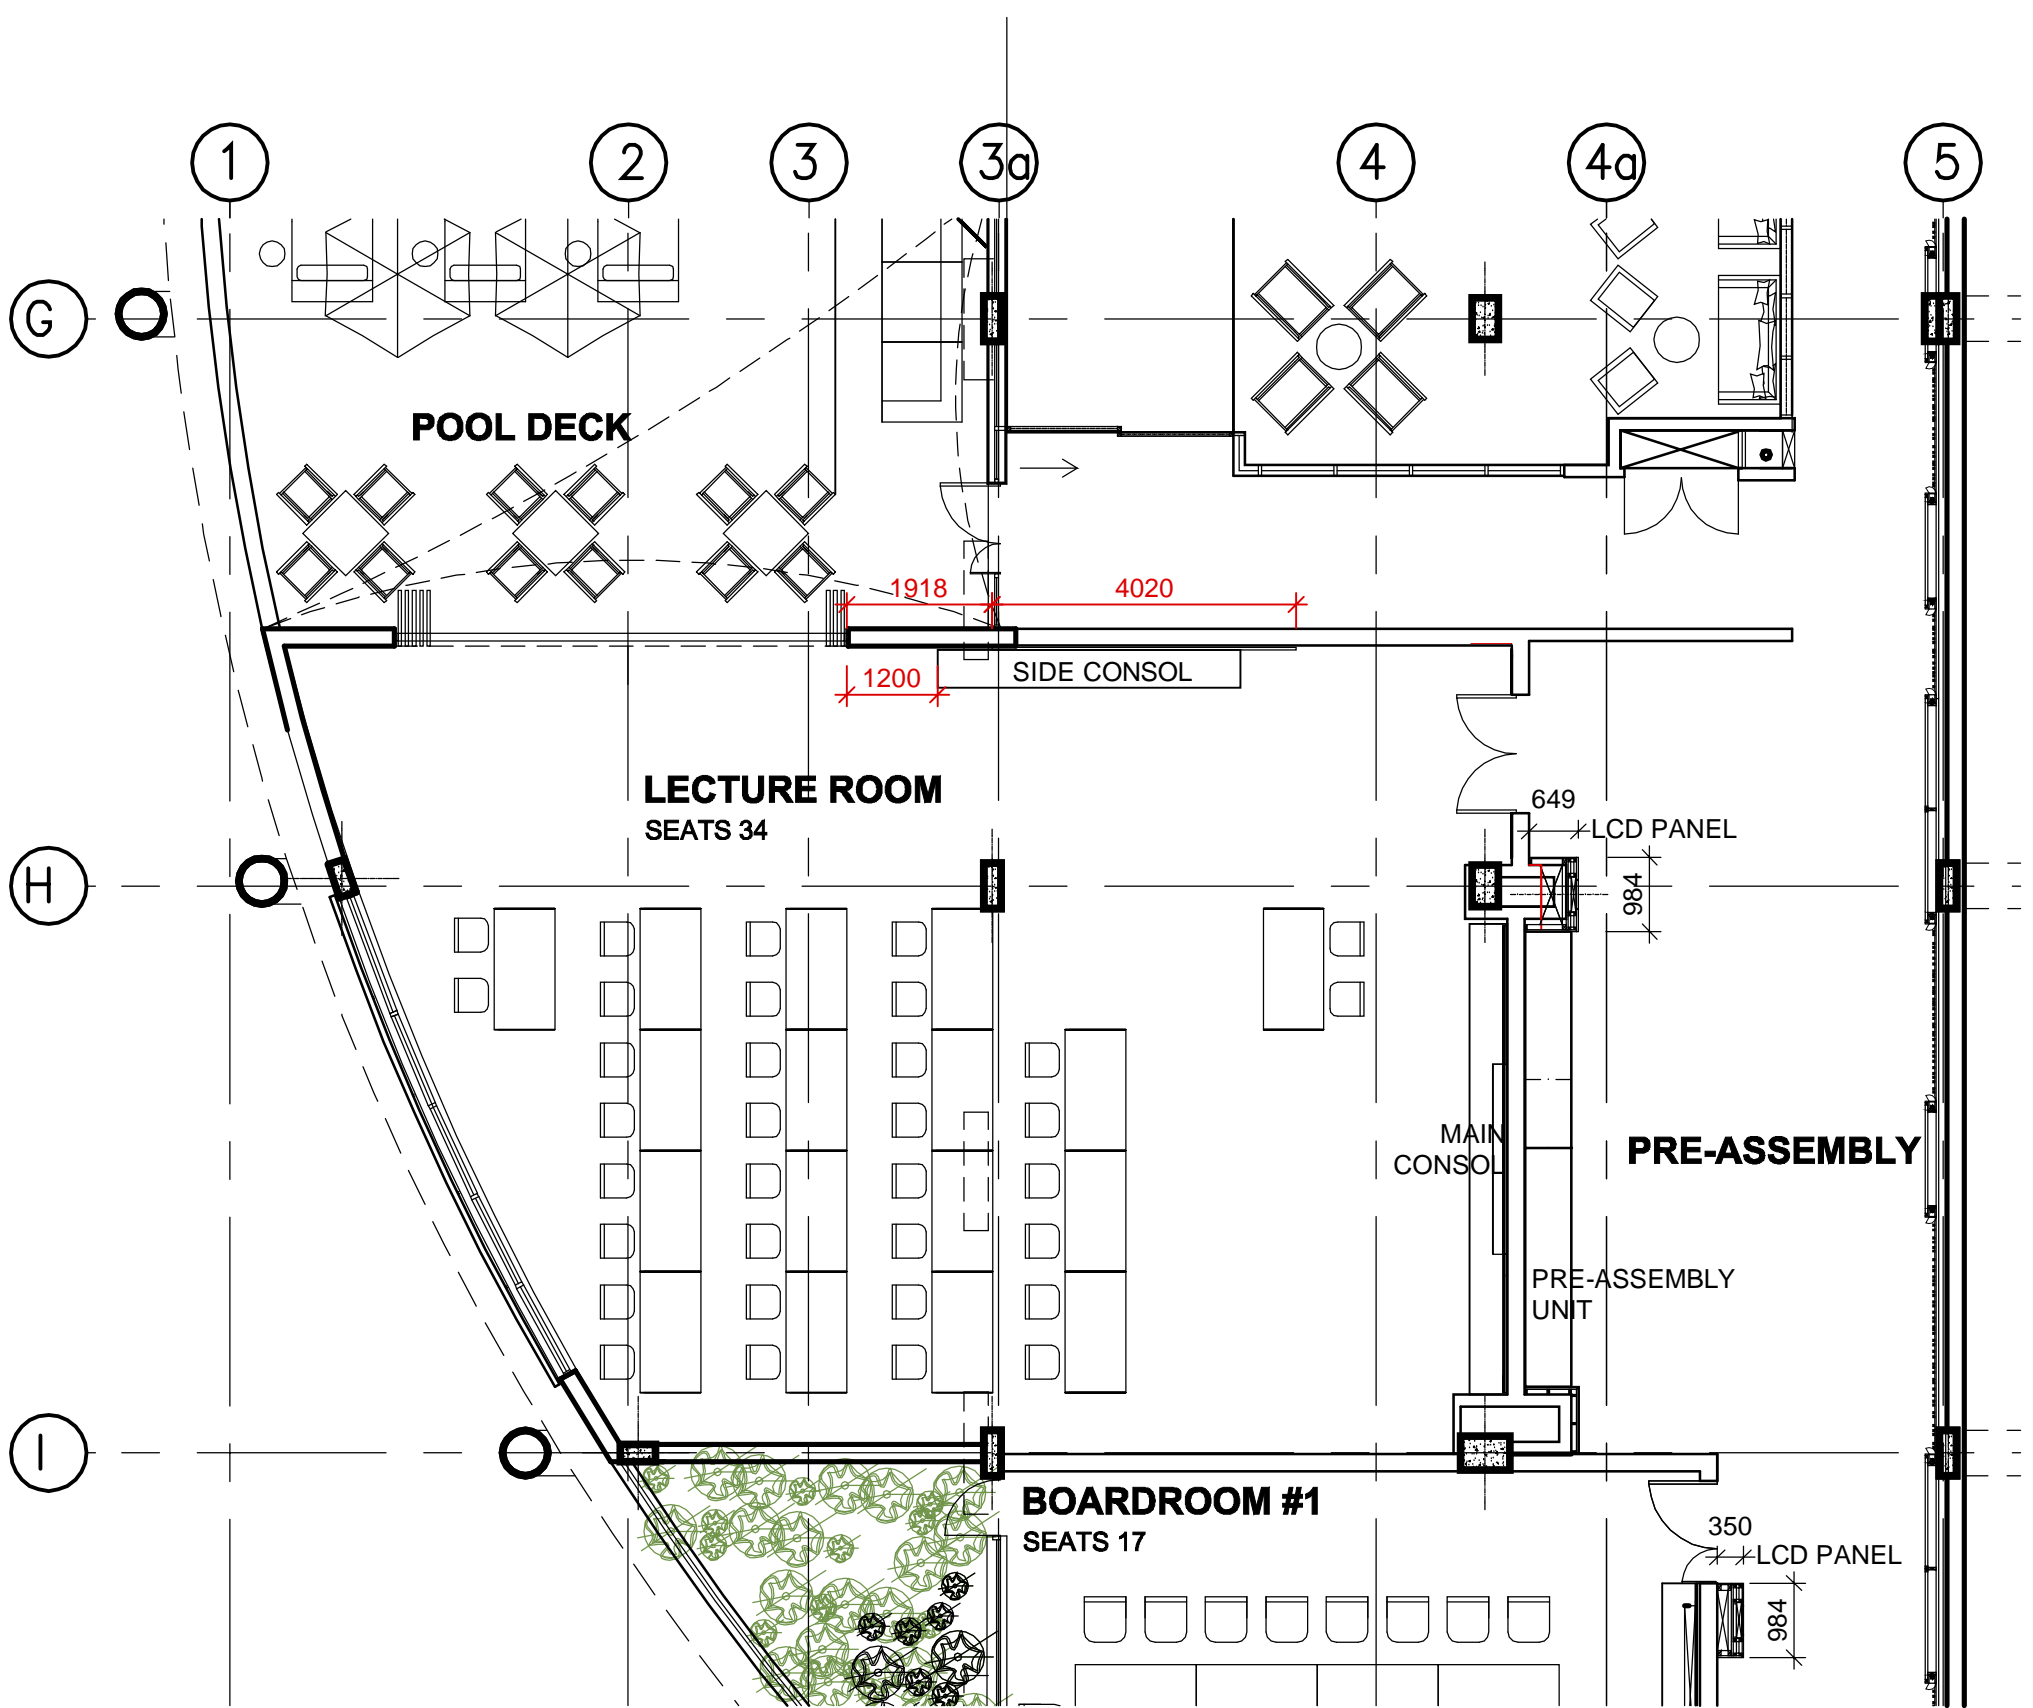 1
2
3
3a
4
4a
5
G
POOL DECK
1918
4020
SIDE CONSOL
1200
LECTURE ROOM
SEATS 34
649
LCD PANEL
H
984
MAIN
CONSOL
PRE-ASSEMBLY
PRE-ASSEMBLY
UNIT
I
BOARDROOM #1
SEATS 17
350
LCD PANEL
984